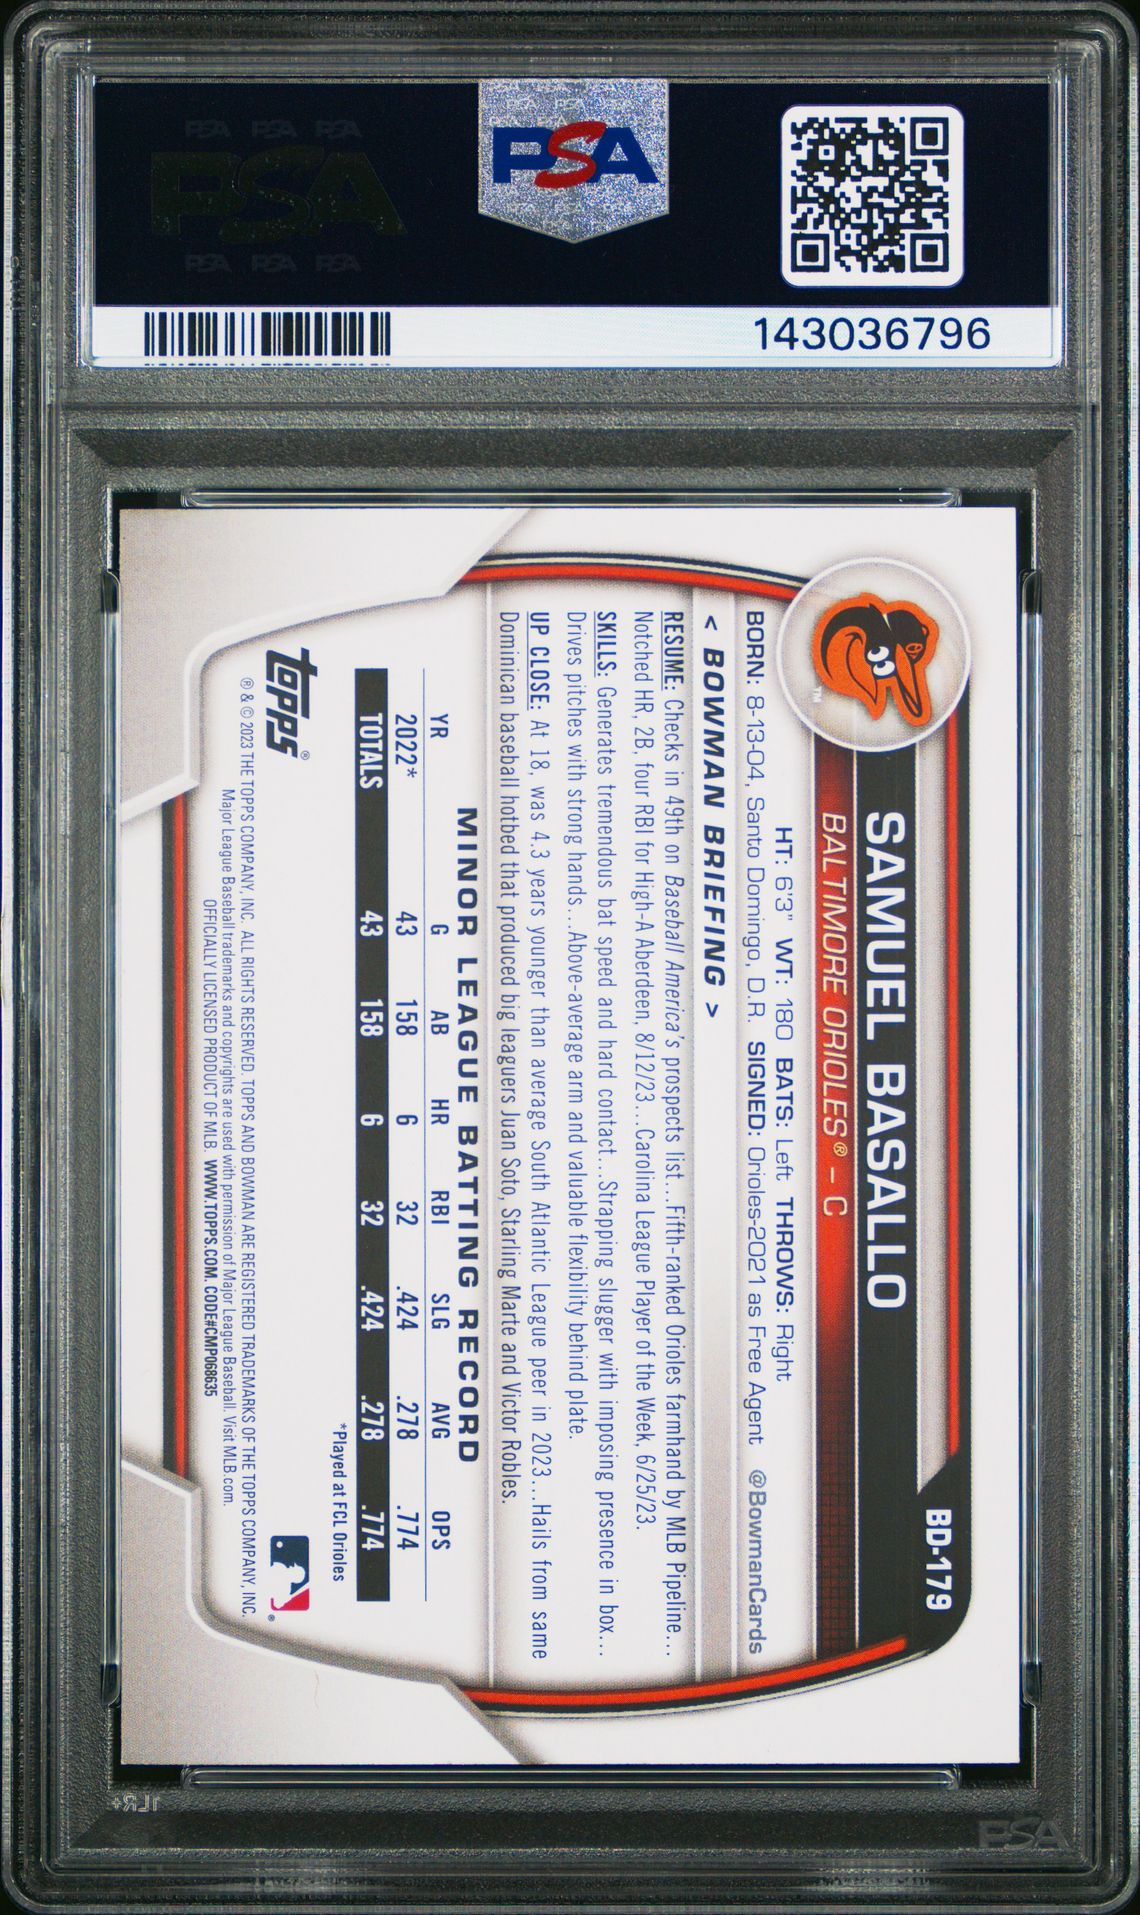 PSA PSA PSA
PSA
PSA PSA PSA
PSA
143036796
BD-179
SAMUEL BASALLO
BALTIMORE ORIOLES® – C
HT: 6'3" WT: 180 BATS: Left THROWS: Right
BORN: 8-13-04, Santo Domingo, D.R. SIGNED: Orioles-2021 as Free Agent @BowmanCards
< BOWMAN BRIEFING >
RESUME: Checks in 49th on Baseball America's prospects list...Fifth-ranked Orioles farmhand by MLB Pipeline...
Notched HR, 2B, four RBI for High-A Aberdeen, 8/12/23...Carolina League Player of the Week, 6/25/23.
SKILLS: Generates tremendous bat speed and hard contact...Strapping slugger with imposing presence in box...
Drives pitches with strong hands...Above-average arm and valuable flexibility behind plate.
UP CLOSE: At 18, was 4.3 years younger than average South Atlantic League peer in 2023...Hails from same
Dominican baseball hotbed that produced big leaguers Juan Soto, Starling Marte and Victor Robles.
MINOR LEAGUE BATTING RECORD
YR G AB HR RBI SLG AVG OPS
2022* 43 158 6 32 .424 .278 .774
TOTALS 43 158 6 32 .424 .278 .774
*Played at FCL Orioles
topps®
® & © 2023 THE TOPPS COMPANY, INC. ALL RIGHTS RESERVED. TOPPS AND BOWMAN ARE REGISTERED TRADEMARKS OF THE TOPPS COMPANY, INC.
Major League Baseball trademarks and copyrights are used with permission of Major League Baseball. Visit MLB.com.
OFFICIALLY LICENSED PRODUCT OF MLB. WWW.TOPPS.COM. CODE#CMP068635
PSA